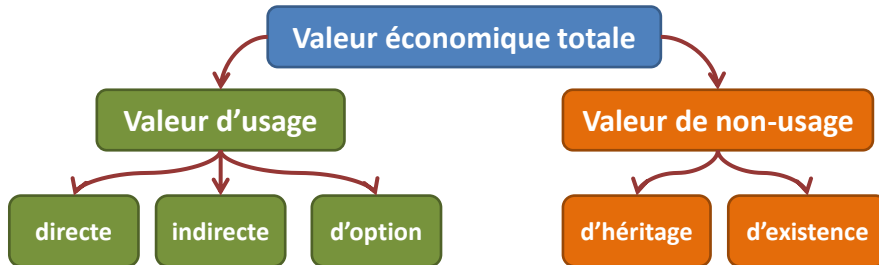 Valeur économique totale
Valeur d'usage
Valeur de non-usage
directe
indirecte
d'option
d'héritage
d'existence